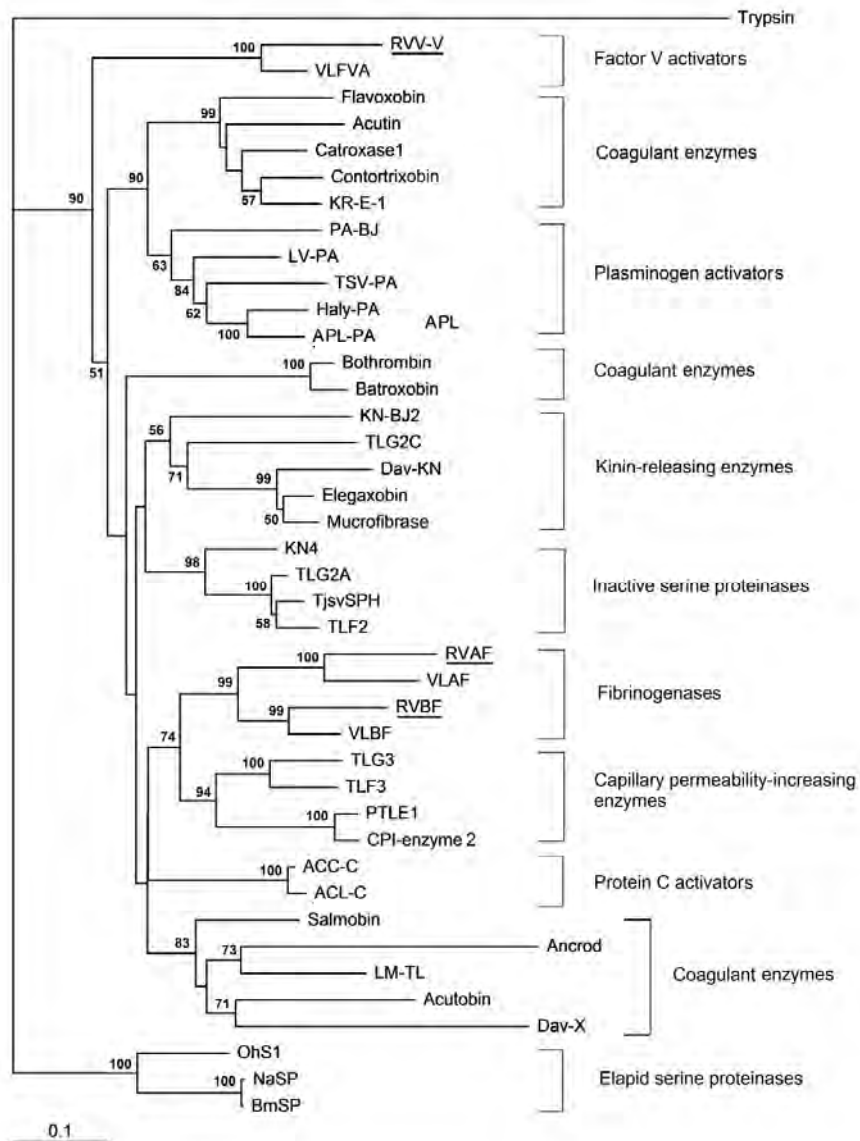 Trypsin
100
RVV-V
VLFVA
Factor V activators
99
Flavoxobin
Acutin
Catroxase1
Contortrixobin
57
KR-E-1
Coagulant enzymes
90
90
PA-BJ
63
LV-PA
84
TSV-PA
62
Haly-PA
100
APL-PA
APL
Plasminogen activators
51
100
Bothrombin
Batroxobin
Coagulant enzymes
56
KN-BJ2
71
TLG2C
99
Dav-KN
Elegaxobin
50
Mucrofibrase
Kinin-releasing enzymes
98
KN4
100
TLG2A
TjsvSPH
58
TLF2
Inactive serine proteinases
100
RVAF
VLAF
99
99
RVBF
VLBF
Fibrinogenases
74
100
TLG3
TLF3
94
100
PTLE1
CPI-enzyme 2
Capillary permeability-increasing
enzymes
100
ACC-C
ACL-C
Protein C activators
83
Salmobin
73
Ancrod
LM-TL
71
Acutobin
Dav-X
Coagulant enzymes
100
OhS1
100
NaSP
BmSP
Elapid serine proteinases
0.1